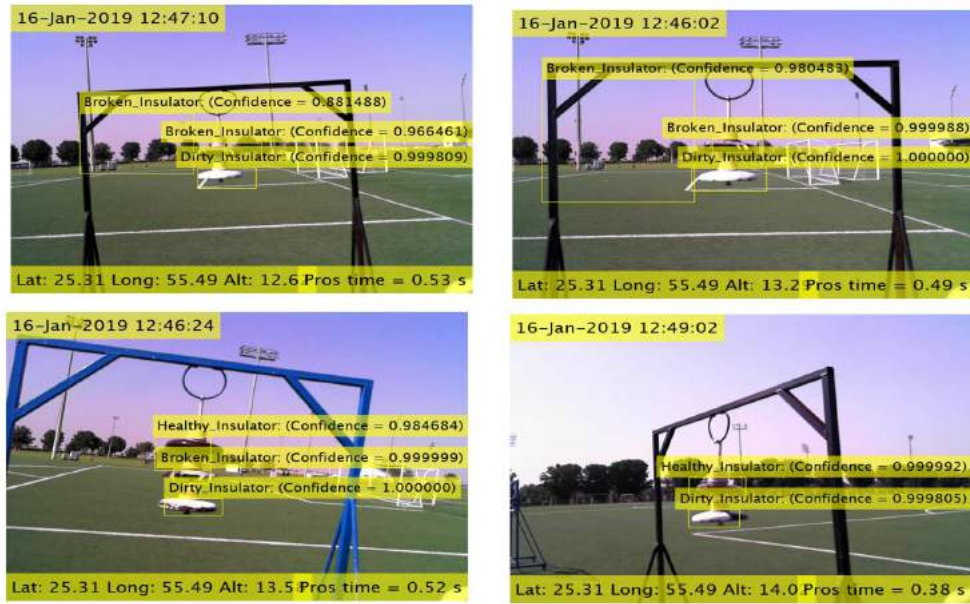 16-Jan-2019 12:47:10
Broken_Insulator: (Confidence = 0.881488)
Broken_Insulator: (Confidence = 0.966461)
Dirty_Insulator: (Confidence = 0.999809)
Lat: 25.31 Long: 55.49 Alt: 12.6 Pros time = 0.53 s
16-Jan-2019 12:46:02
Broken_Insulator: (Confidence = 0.980483)
Broken_Insulator: (Confidence = 0.999988)
Dirty_Insulator: (Confidence = 1.000000)
Lat: 25.31 Long: 55.49 Alt: 13.2 Pros time = 0.49 s
16-Jan-2019 12:46:24
Healthy_Insulator: (Confidence = 0.984684)
Broken_Insulator: (Confidence = 0.999999)
Dirty_Insulator: (Confidence = 1.000000)
Lat: 25.31 Long: 55.49 Alt: 13.5 Pros time = 0.52 s
16-Jan-2019 12:49:02
Healthy_Insulator: (Confidence = 0.999992)
Dirty_Insulator: (Confidence = 0.999805)
Lat: 25.31 Long: 55.49 Alt: 14.0 Pros time = 0.38 s